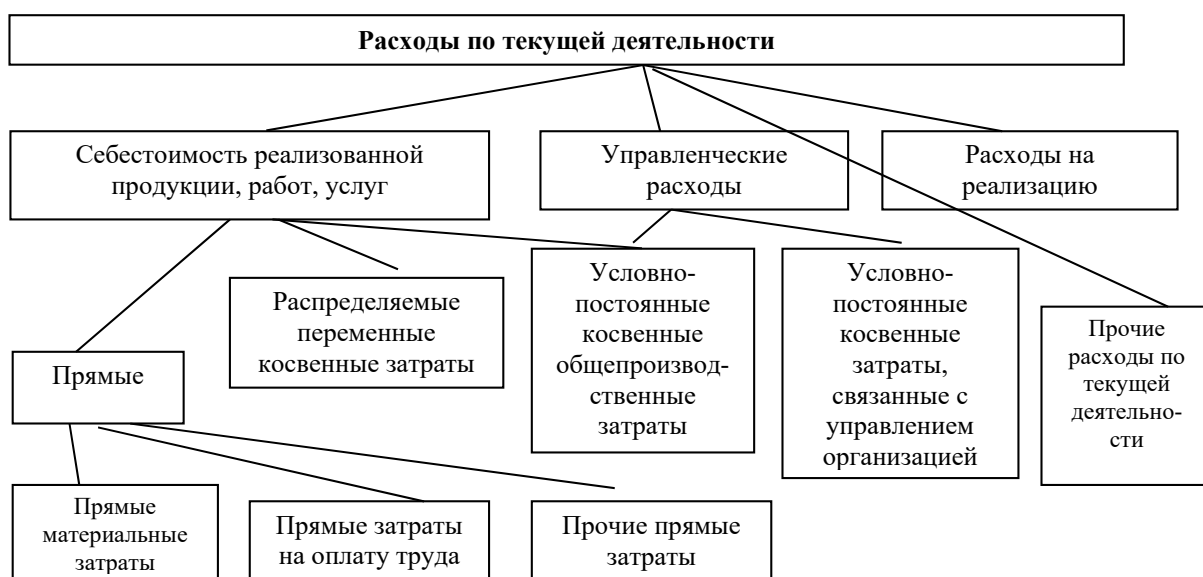 Расходы по текущей деятельности
Себестоимость реализованной
продукции, работ, услуг
Управленческие
расходы
Расходы на
реализацию
Распределяемые
переменные
косвенные затраты
Условно-
постоянные
косвенные
общепроизвод-
ственные
затраты
Условно-
постоянные
косвенные
затраты,
связанные с
управлением
организацией
Прочие
расходы по
текущей
деятельно-
сти
Прямые
Прямые
материальные
затраты
Прямые затраты
на оплату труда
Прочие прямые
затраты